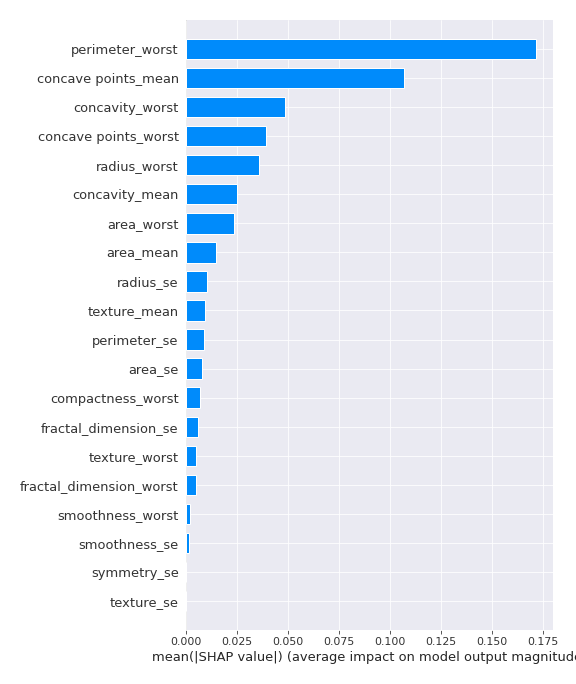 perimeter_worst
concave points_mean
concavity_worst
concave points_worst
radius_worst
concavity_mean
area_worst
area_mean
radius_se
texture_mean
perimeter_se
area_se
compactness_worst
fractal_dimension_se
texture_worst
fractal_dimension_worst
smoothness_worst
smoothness_se
symmetry_se
texture_se
0.000 0.025 0.050 0.075 0.100 0.125 0.150 0.175
mean(|SHAP value|) (average impact on model output magnitude